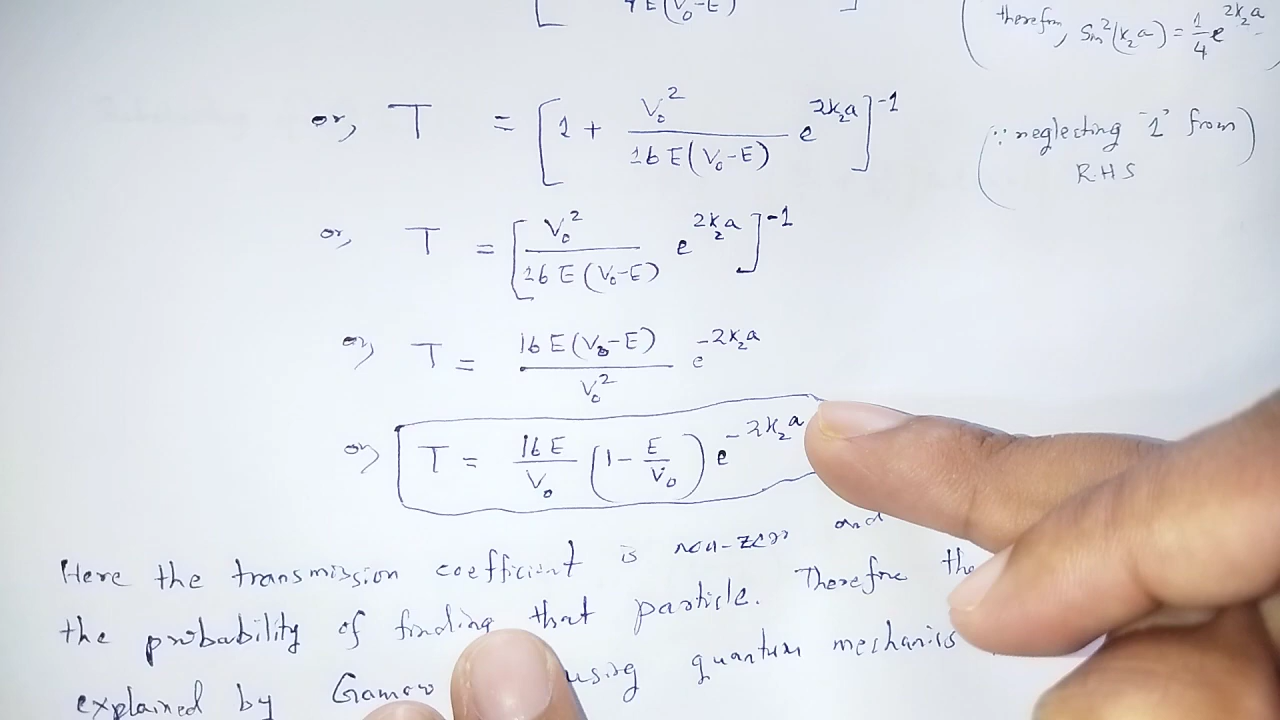 4E(V₀-E)
therefore, Sin²(k₂a) = 1/4 e^{2k₂a}
or, T = [1 + V₀²/16E(V₀-E) e^{2k₂a}]^{-1}
(∵ neglecting '1' from R.H.S)
or, T = [V₀²/16E(V₀-E) e^{2k₂a}]^{-1}
or, T = 16E(V₀-E)/V₀² e^{-2k₂a}
or, T = 16E/V₀ (1 - E/V₀) e^{-2k₂a}
Here the transmission coefficient is non-zero and
the probability of finding that particle. Therefore the
explained by Gamow using quantum mechanics